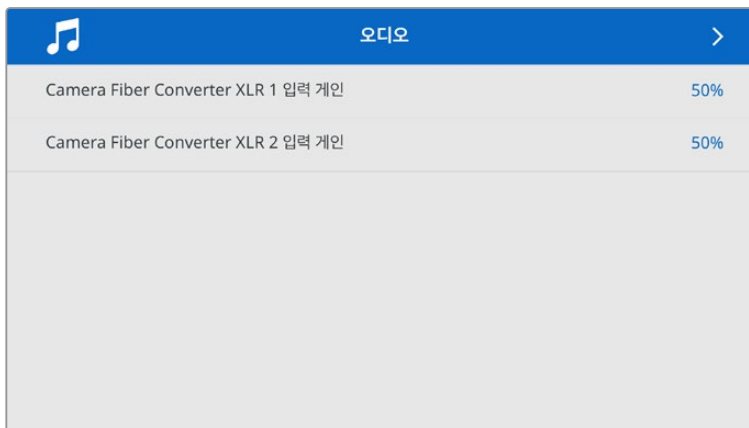 오디오
Camera Fiber Converter XLR 1 입력 게인 50%
Camera Fiber Converter XLR 2 입력 게인 50%